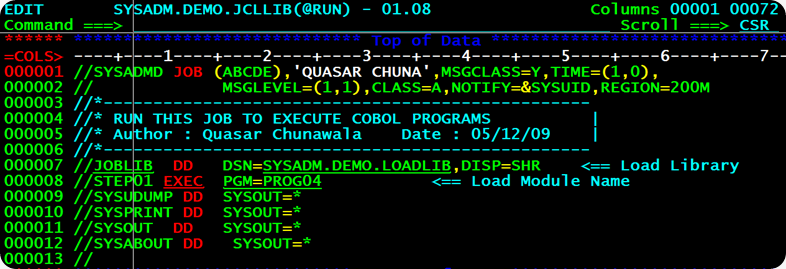 EDIT       SYSADM.DEMO.JCLLIB(@RUN) - 01.08                  Columns 00001 00072
Command ===>                                                  Scroll ===> CSR
****** ***************************** Top of Data ******************************
=COLS> ----+----1----+----2----+----3----+----4----+----5----+----6----+----7--
000001 //SYSADMD JOB (ABCDE),'QUASAR CHUNA',MSGCLASS=Y,TIME=(1,0),
000002 //             MSGLEVEL=(1,1),CLASS=A,NOTIFY=&SYSUID,REGION=200M
000003 //*-----------------------------------------------------
000004 //* RUN THIS JOB TO EXECUTE COBOL PROGRAMS           |
000005 //* Author : Quasar Chunawala    Date : 05/12/09     |
000006 //*-----------------------------------------------------
000007 //JOBLIB  DD   DSN=SYSADM.DEMO.LOADLIB,DISP=SHR    <== Load Library
000008 //STEP01 EXEC  PGM=PROG04            <== Load Module Name
000009 //SYSUDUMP DD  SYSOUT=*
000010 //SYSPRINT DD  SYSOUT=*
000011 //SYSOUT  DD   SYSOUT=*
000012 //SYSABOUT DD   SYSOUT=*
000013 //